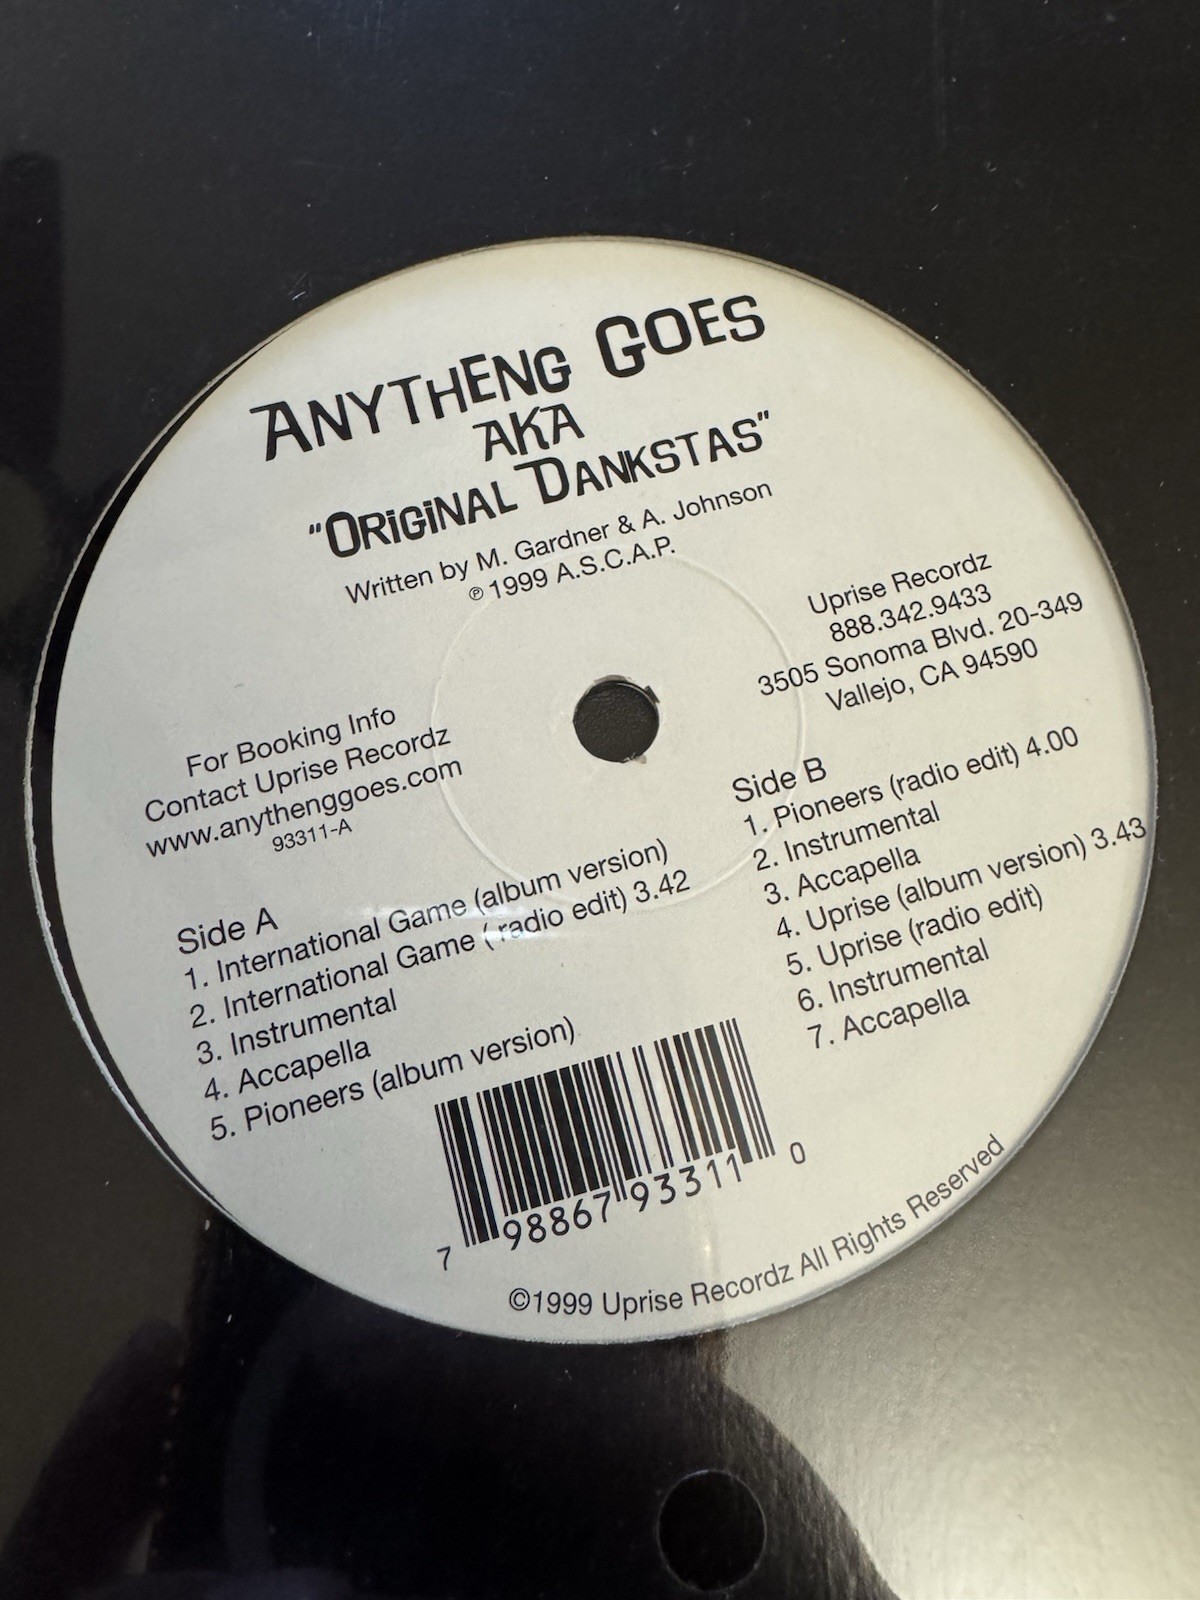 ANYTHENG GOES
AKA
"ORiGiNAL DANKSTAS"
Written by M. Gardner & A. Johnson
℗ 1999 A.S.C.A.P.
Uprise Recordz
888.342.9433
3505 Sonoma Blvd. 20-349
Vallejo, CA 94590
For Booking Info
Contact Uprise Recordz
www.anythenggoes.com
93311-A
Side A
1. International Game (album version)
2. International Game ( radio edit) 3.42
3. Instrumental
4. Accapella
5. Pioneers (album version)
Side B
1. Pioneers (radio edit) 4.00
2. Instrumental
3. Accapella
4. Uprise (album version) 3.43
5. Uprise (radio edit)
6. Instrumental
7. Accapella
7 98867 93311 0
©1999 Uprise Recordz All Rights Reserved